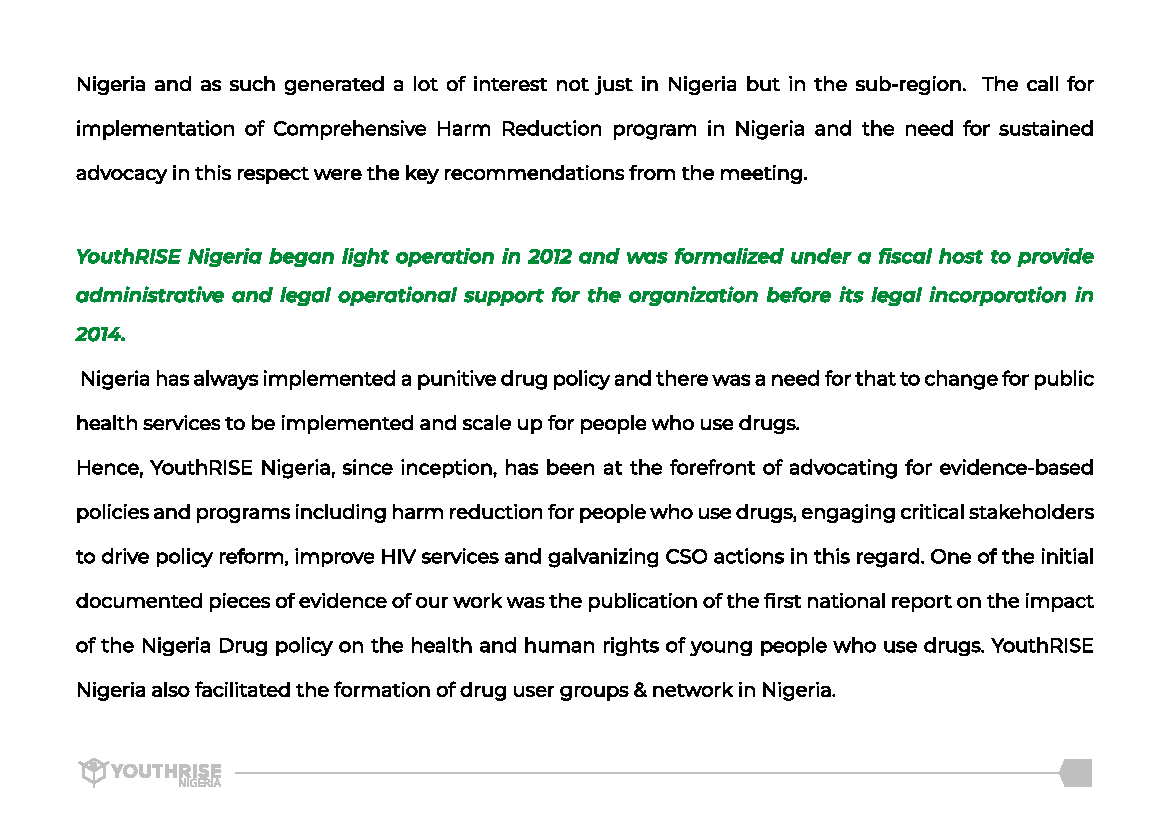 Nigeria and as such generated a lot of interest not just in Nigeria but in the sub-region. The call for
implementation of Comprehensive Harm Reduction program in Nigeria and the need for sustained
advocacy in this respect were the key recommendations from the meeting.
YouthRISE Nigeria began light operation in 2012 and was formalized under a fiscal host to provide
administrative and legal operational support for the organization before its legal incorporation in
2014.
Nigeria has always implemented a punitive drug policy and there was a need for that to change for public
health services to be implemented and scale up for people who use drugs.
Hence, YouthRISE Nigeria, since inception, has been at the forefront of advocating for evidence-based
policies and programs including harm reduction for people who use drugs, engaging critical stakeholders
to drive policy reform, improve HIV services and galvanizing CSO actions in this regard. One of the initial
documented pieces of evidence of our work was the publication of the first national report on the impact
of the Nigeria Drug policy on the health and human rights of young people who use drugs. YouthRISE
Nigeria also facilitated the formation of drug user groups & network in Nigeria.
YOUTHRISE
NIGERIA